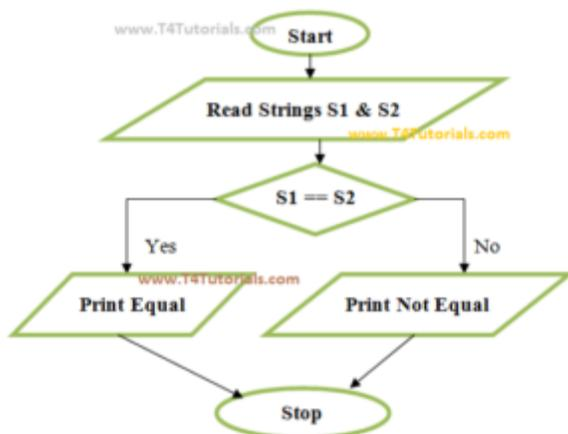 www.T4Tutorials.com
Start
Read Strings S1 & S2
www.T4Tutorials.com
S1 == S2
Yes
No
www.T4Tutorials.com
Print Equal
Print Not Equal
Stop